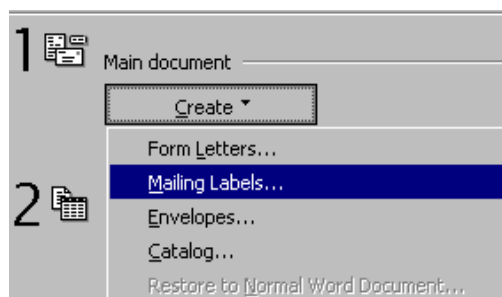 1
Main document
Create
Form Letters...
Mailing Labels...
2
Envelopes...
Catalog...
Restore to Normal Word Document...